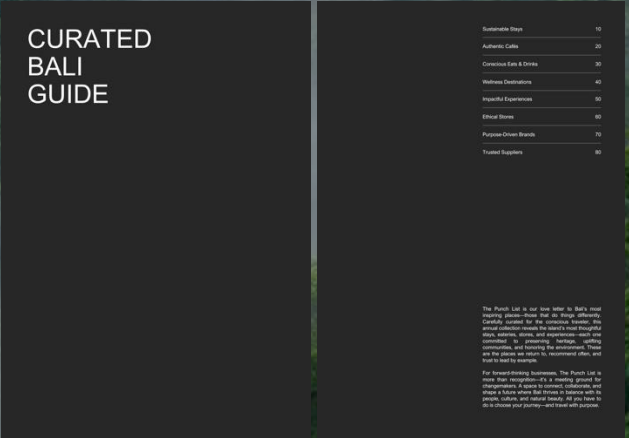 CURATED
BALI
GUIDE
Sustainable Stays 10
Authentic Cafés 20
Conscious Eats & Drinks 30
Wellness Destinations 40
Impactful Experiences 50
Ethical Stores 60
Purpose-Driven Brands 70
Trusted Suppliers 80
The Punch List is our love letter to Bali's most
inspiring places—those that do things differently.
Carefully curated for the conscious traveler, this
annual collection reveals the island's most thoughtful
stays, eateries, stores, and experiences—each one
committed to preserving heritage, uplifting
communities, and honoring the environment. These
are the places we return to, recommend often, and
trust to lead by example.
For forward-thinking businesses, The Punch List is
more than recognition—it's a meeting ground for
changemakers. A space to connect, collaborate, and
shape a future where Bali thrives in balance with its
people, culture, and natural beauty. All you have to
do is choose your journey—and travel with purpose.